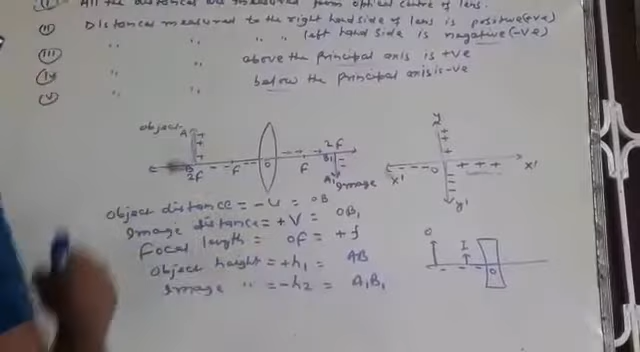 (i) All the distances are measured from optical centre of lens.
(ii) Distances measured to the right hand side of lens is positive(+ve)
(iii) " " " " left hand side is negative(-ve)
(iv) " " above the principal axis is +ve
(v) " " below the principal axis is -ve
object A
B 2F F O F 2F B1
A1 Image
y
x' O x'
y'
object distance = -u = OB
Image distance = +v = OB1
Focal length = OF = +f
object height = +h1 = AB
Image " = -h2 = A1B1
O I O